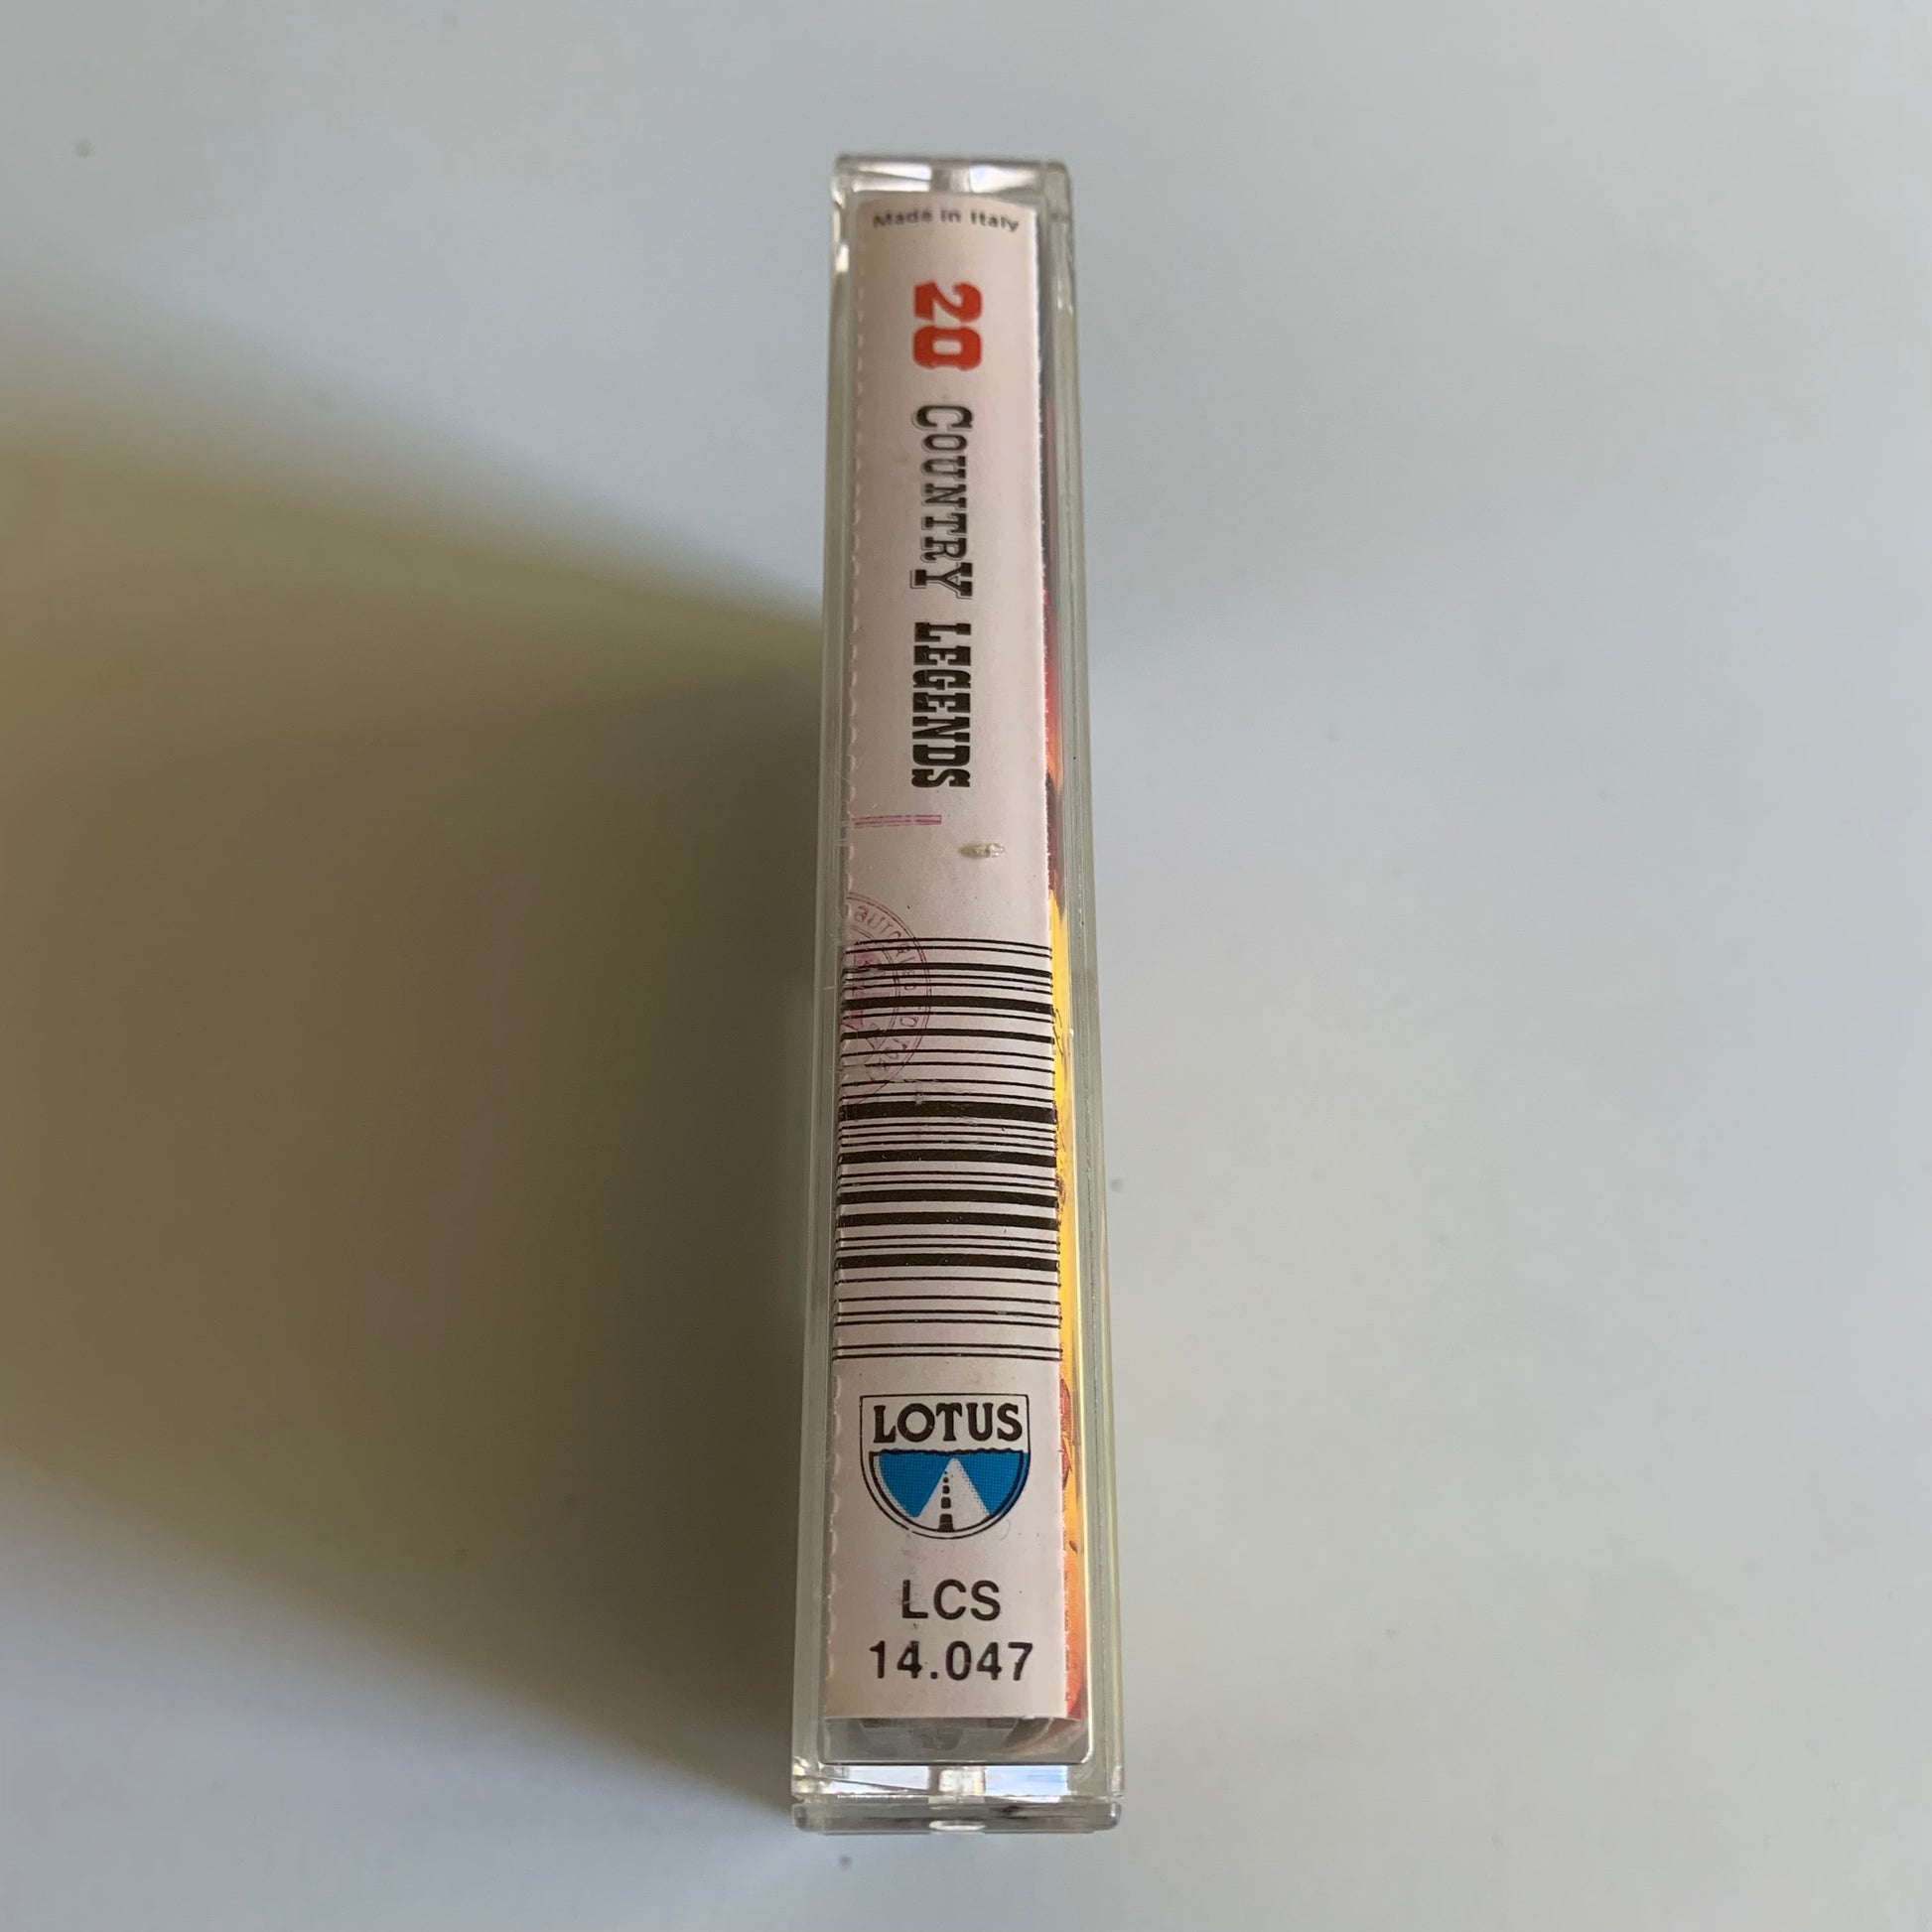 Made in Italy
20 COUNTRY LEGENDS
LOTUS
LCS
14.047